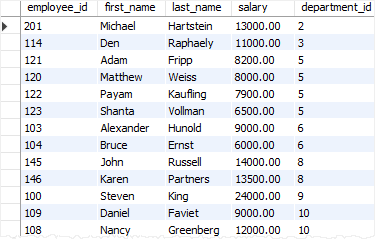 employee_id first_name last_name salary department_id
201 Michael Hartstein 13000.00 2
114 Den Raphaely 11000.00 3
121 Adam Fripp 8200.00 5
120 Matthew Weiss 8000.00 5
122 Payam Kaufling 7900.00 5
123 Shanta Vollman 6500.00 5
103 Alexander Hunold 9000.00 6
104 Bruce Ernst 6000.00 6
145 John Russell 14000.00 8
146 Karen Partners 13500.00 8
100 Steven King 24000.00 9
109 Daniel Faviet 9000.00 10
108 Nancy Greenberg 12000.00 10